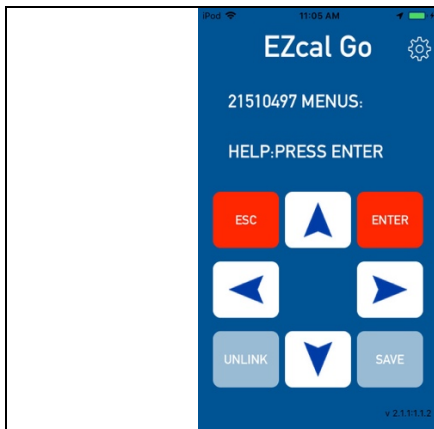 iPod 11:05 AM
EZcal Go
21510497 MENUS:
HELP:PRESS ENTER
ESC ENTER
UNLINK SAVE
v 2.1.1:1.1.2